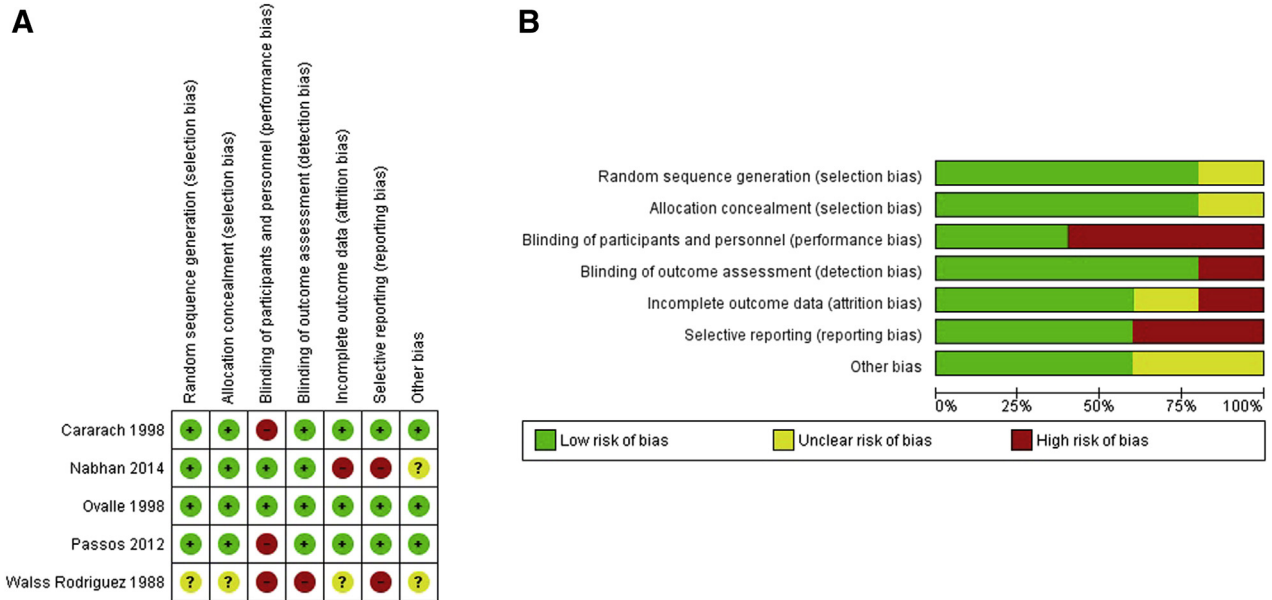 A
Random sequence generation (selection bias)
Allocation concealment (selection bias)
Blinding of participants and personnel (performance bias)
Blinding of outcome assessment (detection bias)
Incomplete outcome data (attrition bias)
Selective reporting (reporting bias)
Other bias
Cararach 1998 + + - + + + +
Nabhan 2014 + + + + - - ?
Ovalle 1998 + + + + + + +
Passos 2012 + + - + + + +
Walss Rodriguez 1988 ? ? - - ? - ?
B
Random sequence generation (selection bias)
Allocation concealment (selection bias)
Blinding of participants and personnel (performance bias)
Blinding of outcome assessment (detection bias)
Incomplete outcome data (attrition bias)
Selective reporting (reporting bias)
Other bias
0% 25% 50% 75% 100%
Low risk of bias Unclear risk of bias High risk of bias